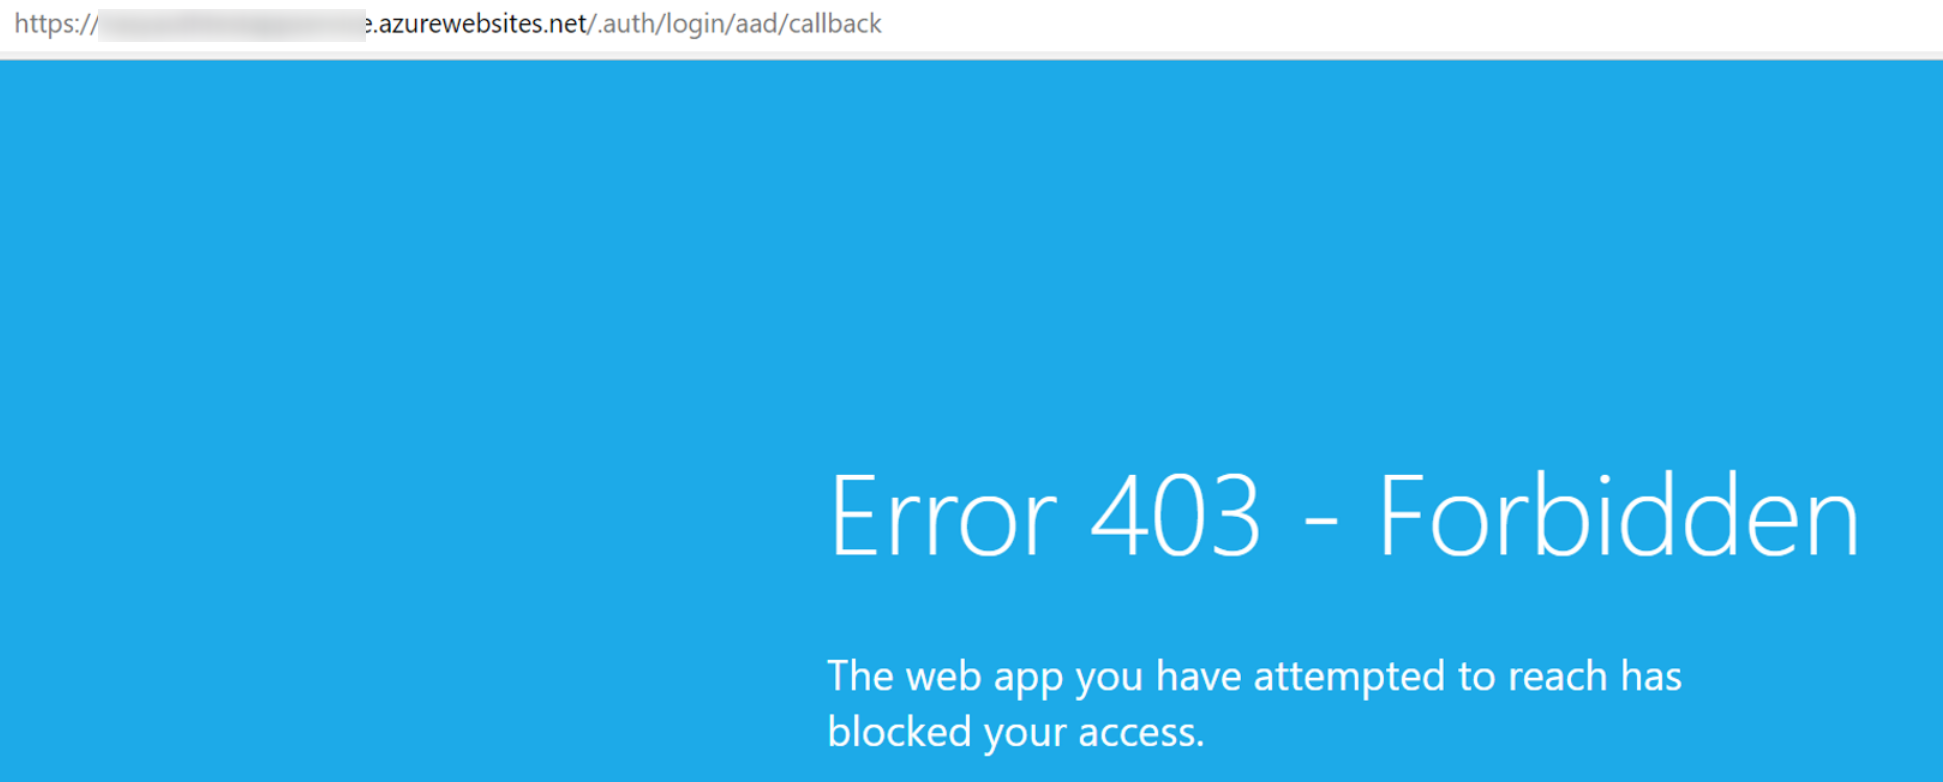 https:// e.azurewebsites.net/.auth/login/aad/callback
Error 403 - Forbidden
The web app you have attempted to reach has
blocked your access.